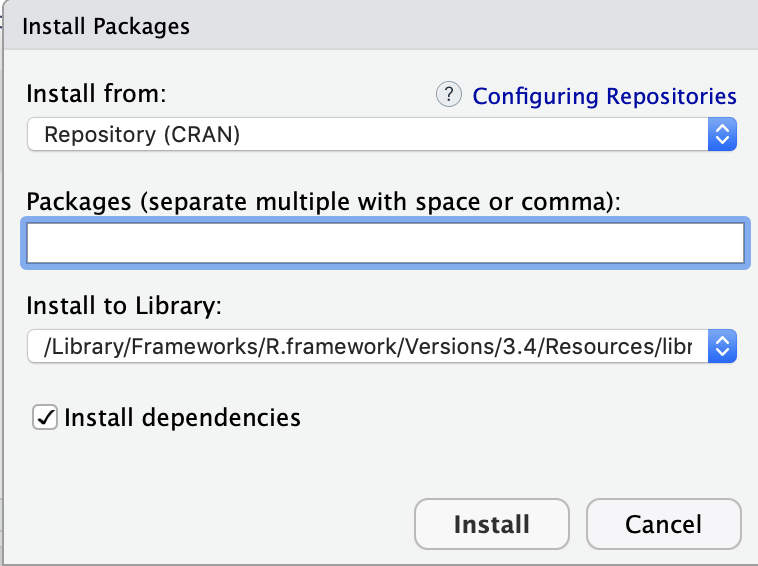 Install Packages
Install from:
? Configuring Repositories
Repository (CRAN)
Packages (separate multiple with space or comma):
Install to Library:
/Library/Frameworks/R.framework/Versions/3.4/Resources/libr
Install dependencies
Install
Cancel